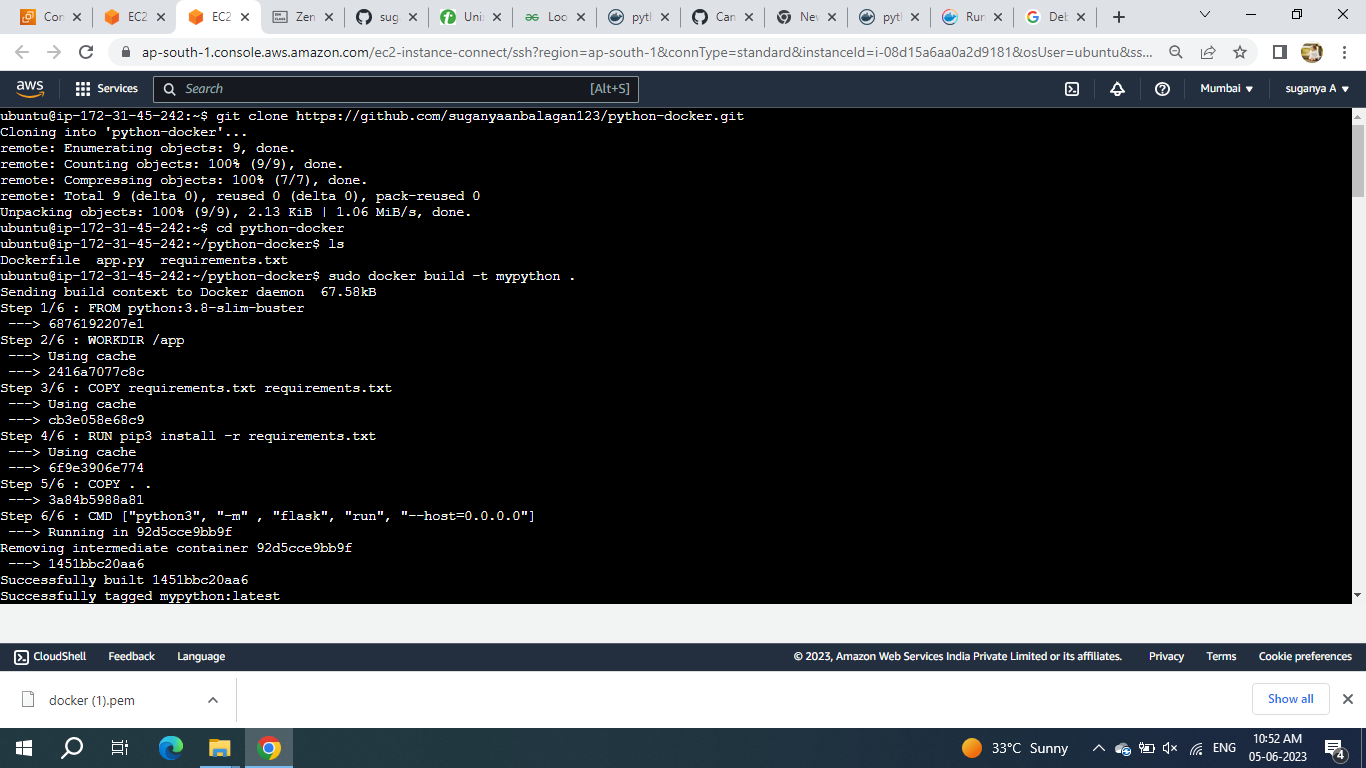 Con
EC2
EC2
Zen
sug
Unix
Loo
pyth
Can
New
pyth
Run
Deb
ap-south-1.console.aws.amazon.com/ec2-instance-connect/ssh?region=ap-south-1&connType=standard&instanceId=i-08d15a6aa0a2d9181&osUser=ubuntu&ss...
aws
Services
Search
[Alt+S]
Mumbai
suganya A
ubuntu@ip-172-31-45-242:~$ git clone https://github.com/suganyaanbalagan123/python-docker.git
Cloning into 'python-docker'...
remote: Enumerating objects: 9, done.
remote: Counting objects: 100% (9/9), done.
remote: Compressing objects: 100% (7/7), done.
remote: Total 9 (delta 0), reused 0 (delta 0), pack-reused 0
Unpacking objects: 100% (9/9), 2.13 KiB | 1.06 MiB/s, done.
ubuntu@ip-172-31-45-242:~$ cd python-docker
ubuntu@ip-172-31-45-242:~/python-docker$ ls
Dockerfile  app.py  requirements.txt
ubuntu@ip-172-31-45-242:~/python-docker$ sudo docker build -t mypython .
Sending build context to Docker daemon  67.58kB
Step 1/6 : FROM python:3.8-slim-buster
 ---> 6876192207e1
Step 2/6 : WORKDIR /app
 ---> Using cache
 ---> 2416a7077c8c
Step 3/6 : COPY requirements.txt requirements.txt
 ---> Using cache
 ---> cb3e058e68c9
Step 4/6 : RUN pip3 install -r requirements.txt
 ---> Using cache
 ---> 6f9e3906e774
Step 5/6 : COPY . .
 ---> 3a84b5988a81
Step 6/6 : CMD ["python3", "-m" , "flask", "run", "--host=0.0.0.0"]
 ---> Running in 92d5cce9bb9f
Removing intermediate container 92d5cce9bb9f
 ---> 1451bbc20aa6
Successfully built 1451bbc20aa6
Successfully tagged mypython:latest
CloudShell
Feedback
Language
© 2023, Amazon Web Services India Private Limited or its affiliates.
Privacy
Terms
Cookie preferences
docker (1).pem
Show all
33°C Sunny
ENG
10:52 AM
05-06-2023
4